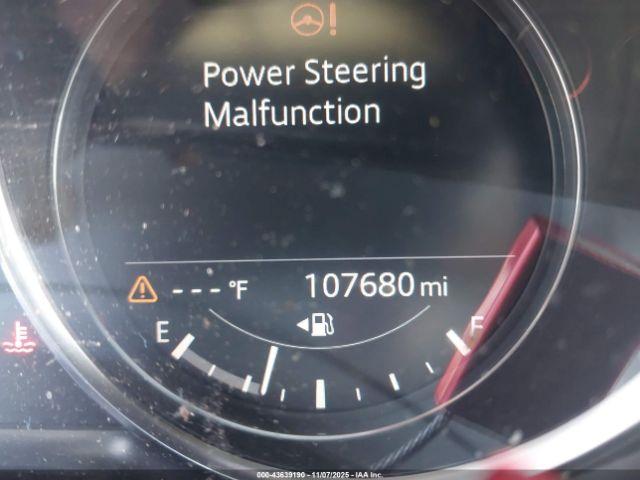 Power Steering
Malfunction
--- °F 107680 mi
E F
000-43639190 - 11/07/2025 - IAA Inc.